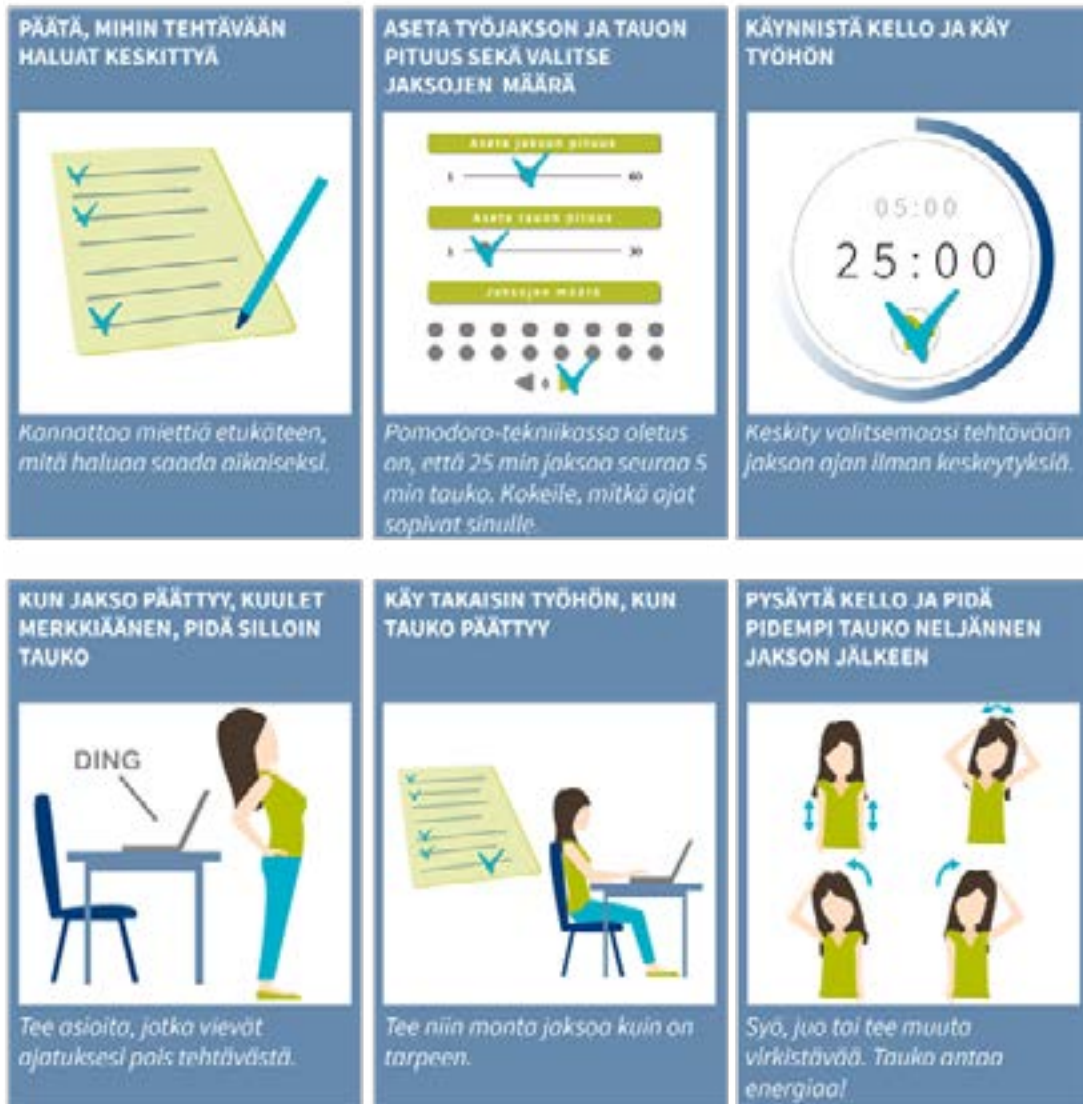 PÄÄTÄ, MIHIN TEHTÄVÄÄN
HALUAT KESKITTYÄ
Kannattaa miettiä etukäteen,
mitä haluaa saada aikaiseksi.
ASETA TYÖJAKSON JA TAUON
PITUUS SEKÄ VALITSE
JAKSOJEN MÄÄRÄ
Aseta jakson pituus
1 60
Aseta tauon pituus
1 30
Jaksojen määrä
Pomodoro-tekniikassa oletus
on, että 25 min jaksoa seuraa 5
min tauko. Kokeile, mitkä ajat
sopivat sinulle.
KÄYNNISTÄ KELLO JA KÄY
TYÖHÖN
05:00
25:00
Keskity valitsemaasi tehtävään
jakson ajan ilman keskeytyksiä.
KUN JAKSO PÄÄTTYY, KUULET
MERKKIÄÄNEN, PIDÄ SILLOIN
TAUKO
DING
Tee asioita, jotka vievät
ajatuksesi pois tehtävästä.
KÄY TAKAISIN TYÖHÖN, KUN
TAUKO PÄÄTTYY
Tee niin monta jaksoa kuin on
tarpeen.
PYSÄYTÄ KELLO JA PIDÄ
PIDEMPI TAUKO NELJÄNNEN
JAKSON JÄLKEEN
Syö, juo tai tee muuta
virkistävää. Tauko antaa
energiaa!